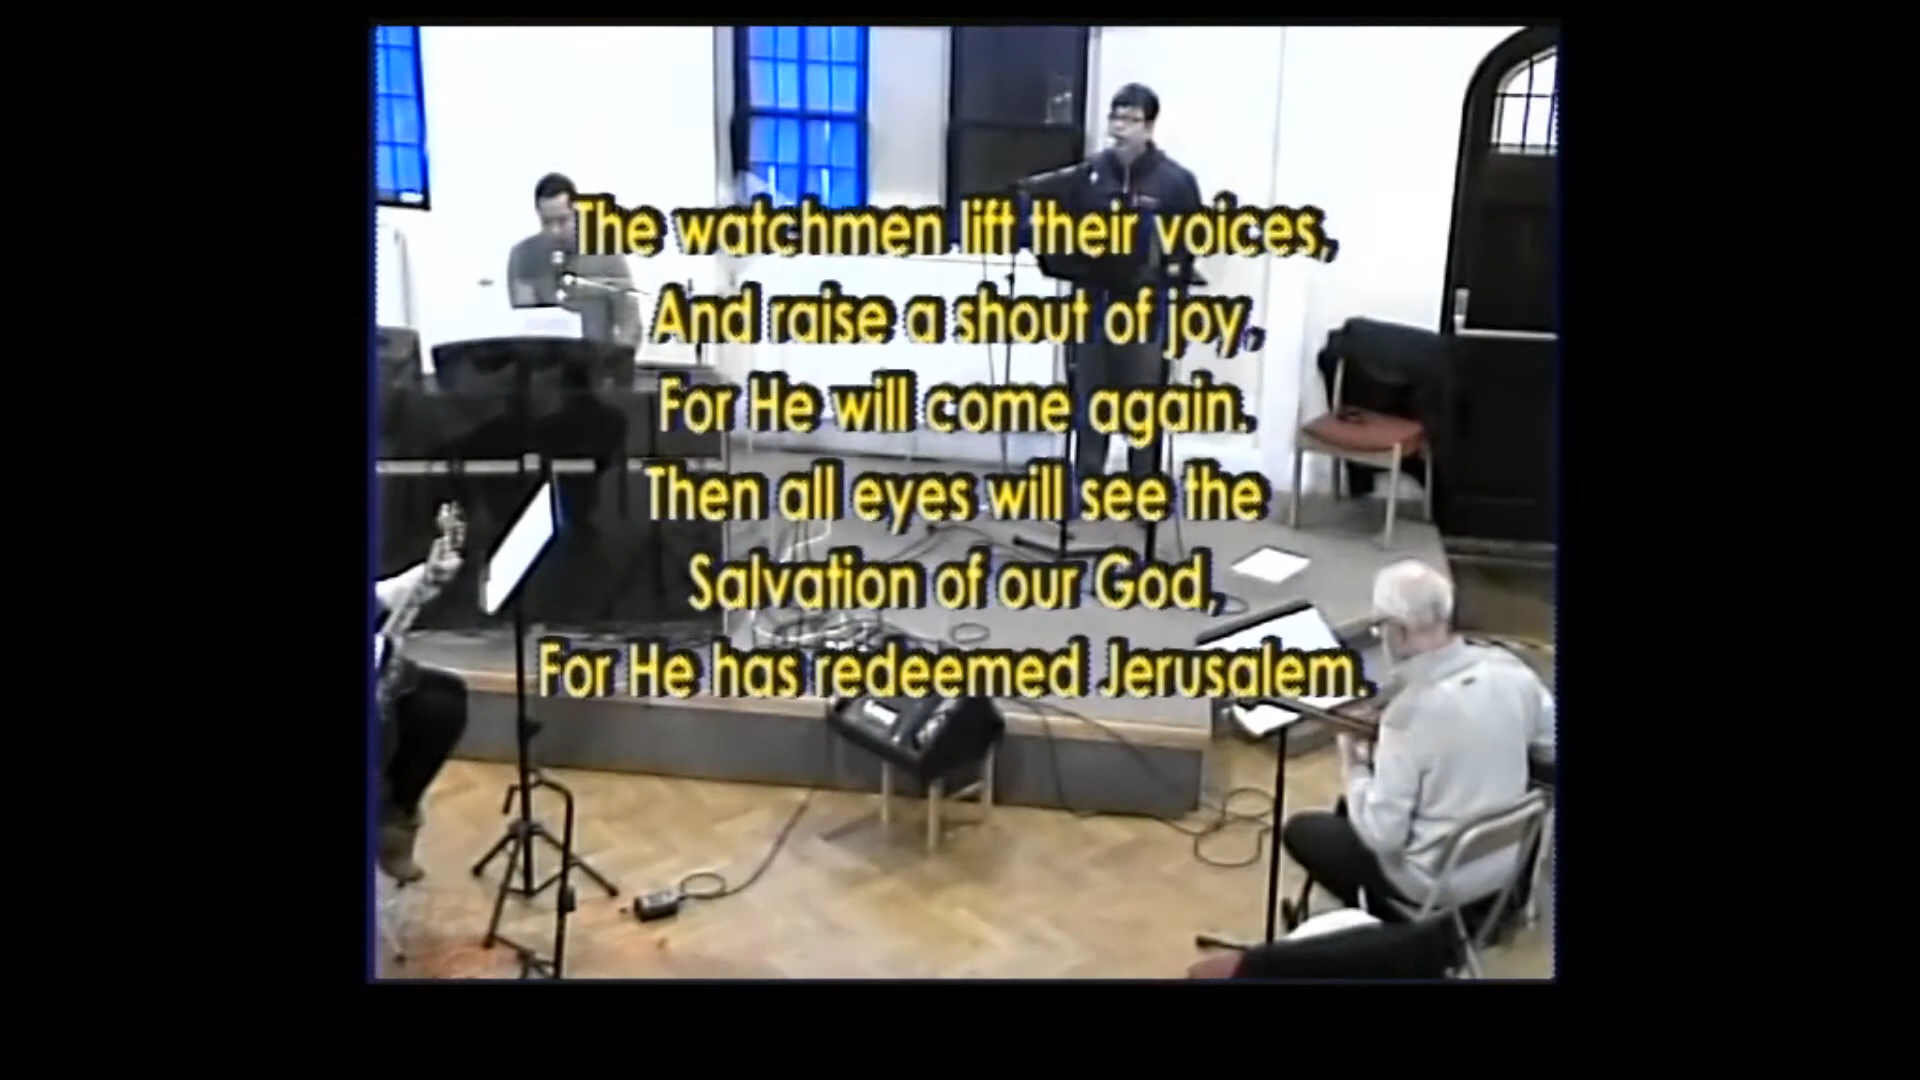 The watchmen lift their voices,
And raise a shout of joy,
For He will come again.
Then all eyes will see the
Salvation of our God,
For He has redeemed Jerusalem.